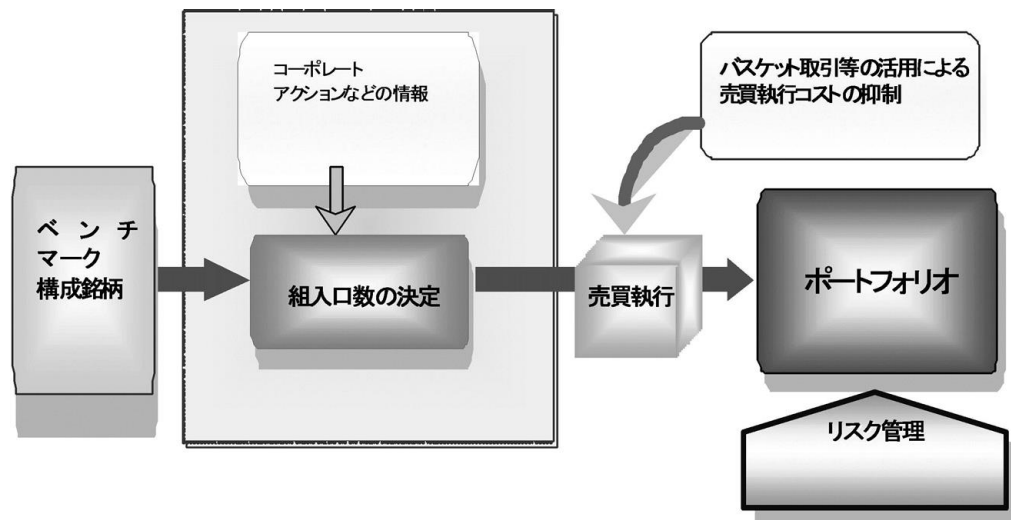 コーポレート
アクションなどの情報
バスケット取引等の活用による
売買執行コストの抑制
ベンチ
マーク
構成銘柄
組入口数の決定
売買執行
ポートフォリオ
リスク管理